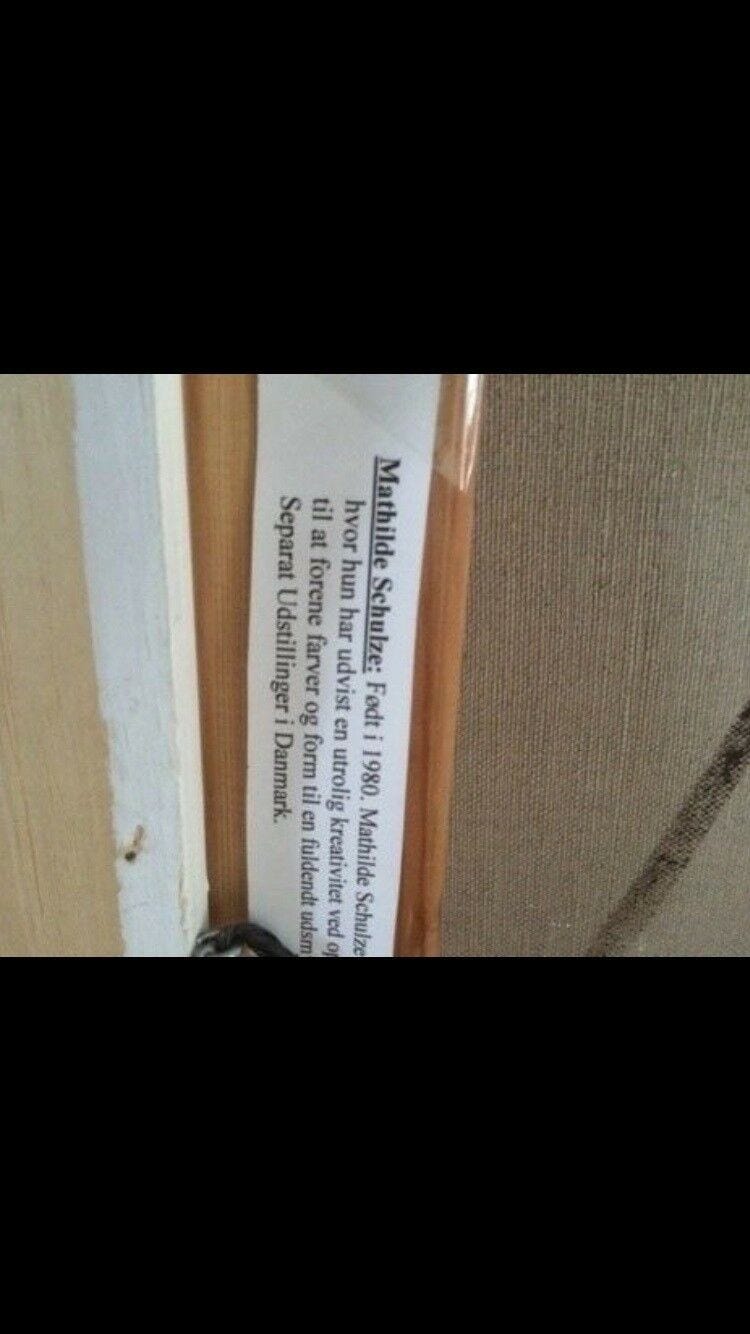 Mathilde Schulze: Født i 1980. Mathilde Schulze
hvor hun har udvist en utrolig kreativitet ved
til at forene farver og form til en fuldendt
Separat Udstillinger i Danmark.